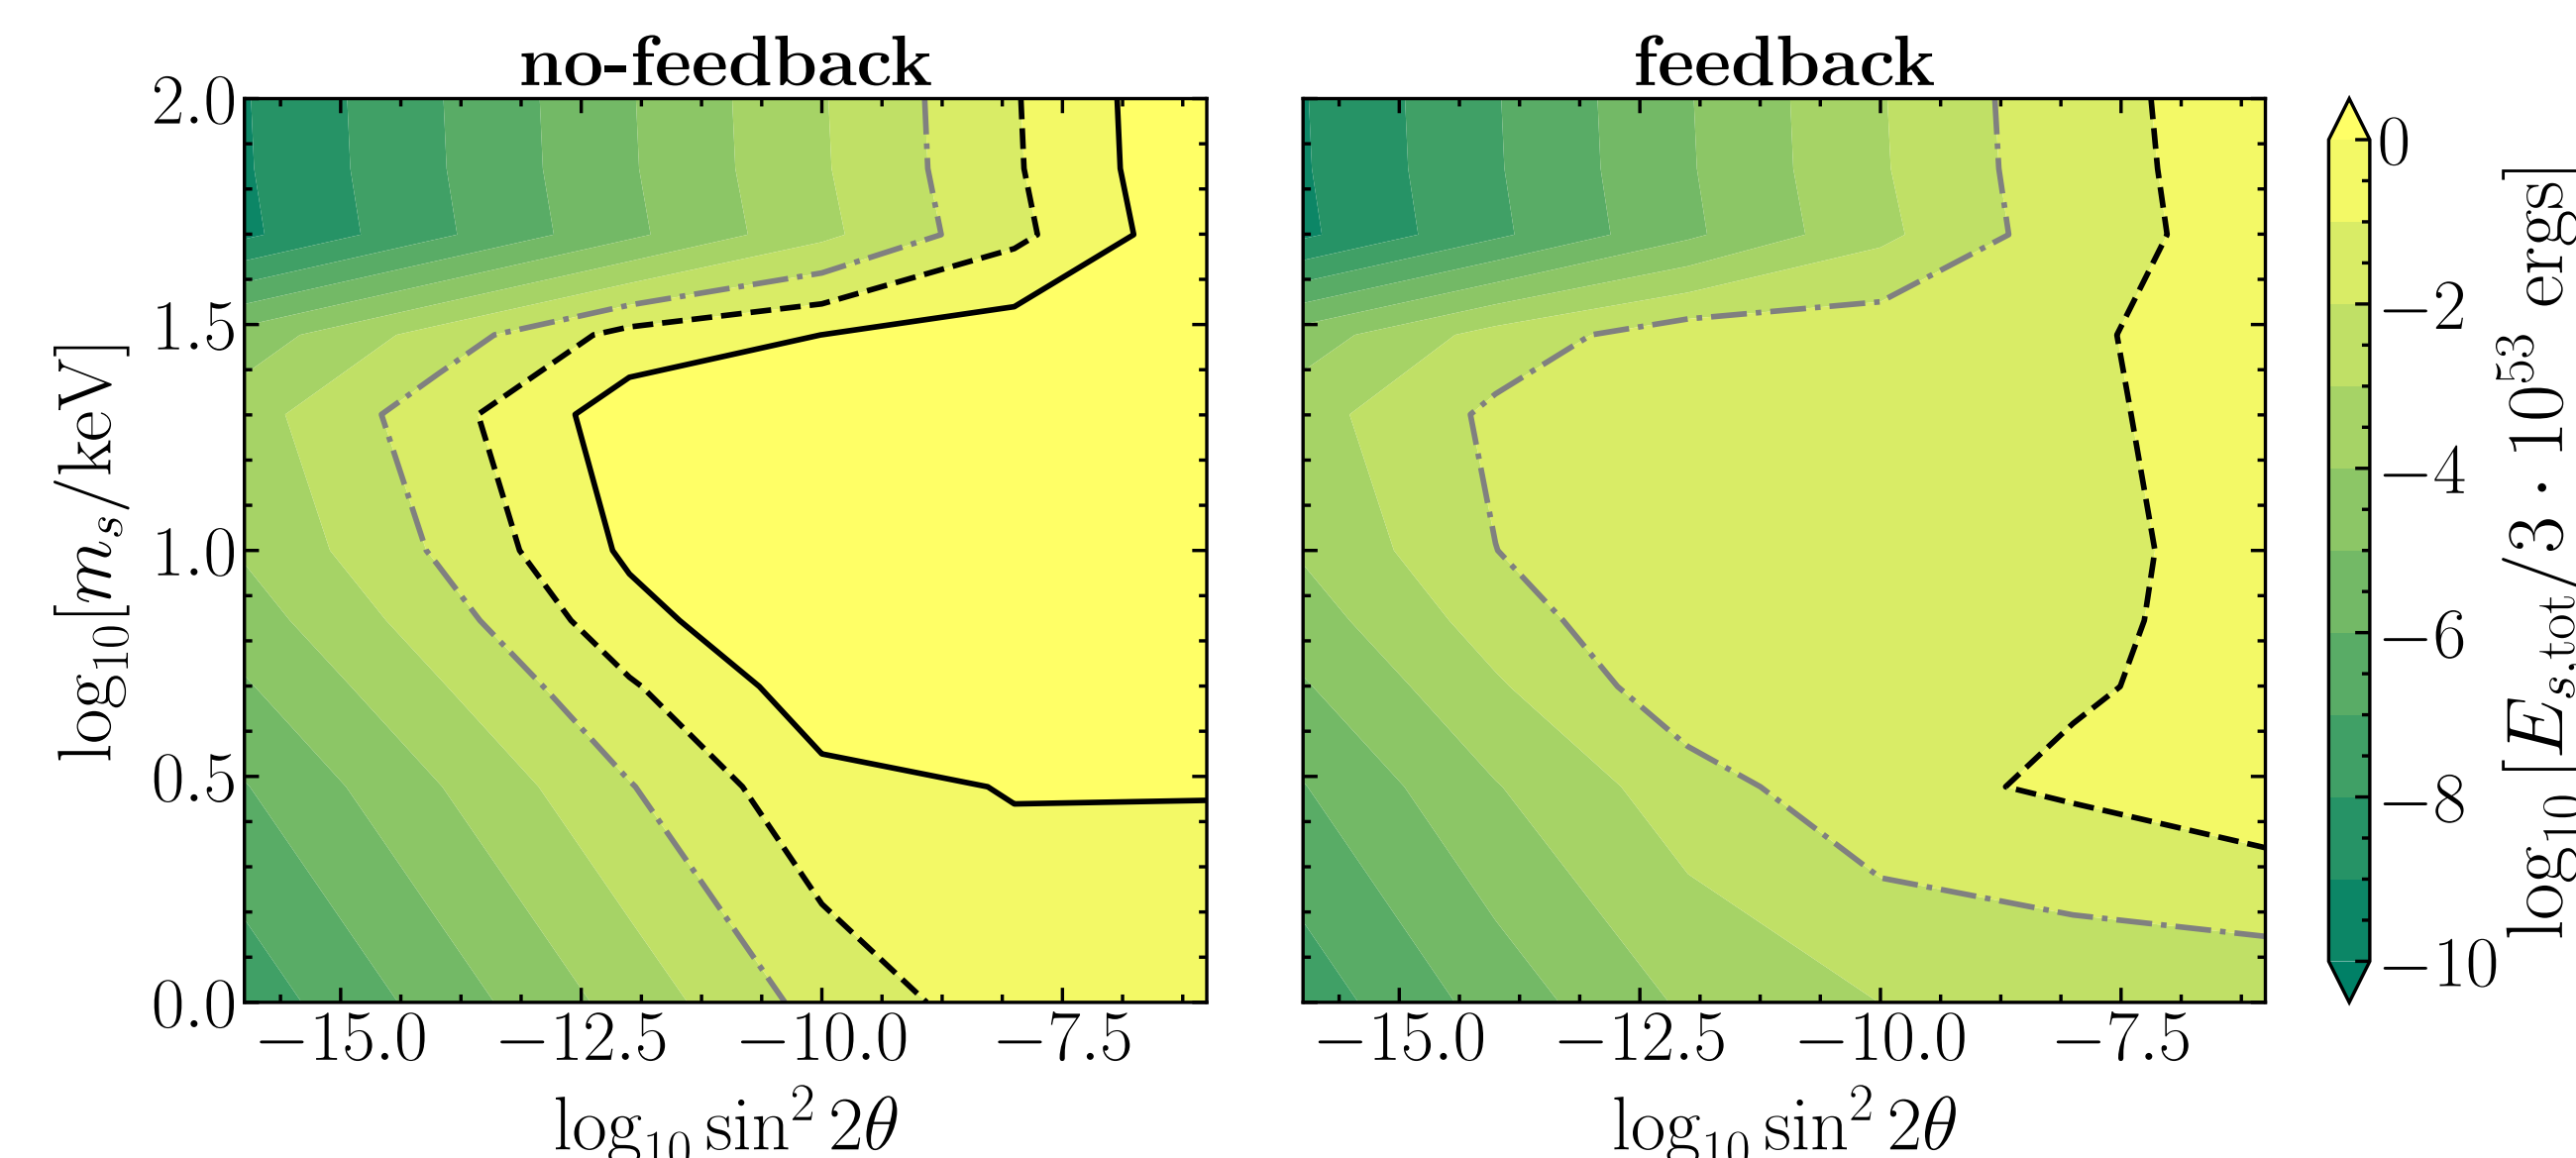 no-feedback
feedback
2.0
1.5
1.0
0.5
0.0
log₁₀[mₛ/keV]
−15.0 −12.5 −10.0 −7.5
log₁₀ sin² 2θ
−15.0 −12.5 −10.0 −7.5
log₁₀ sin² 2θ
0
−2
−4
−6
−8
−10
log₁₀[Eₛ,ₜₒₜ/3 · 10⁵³ ergs]